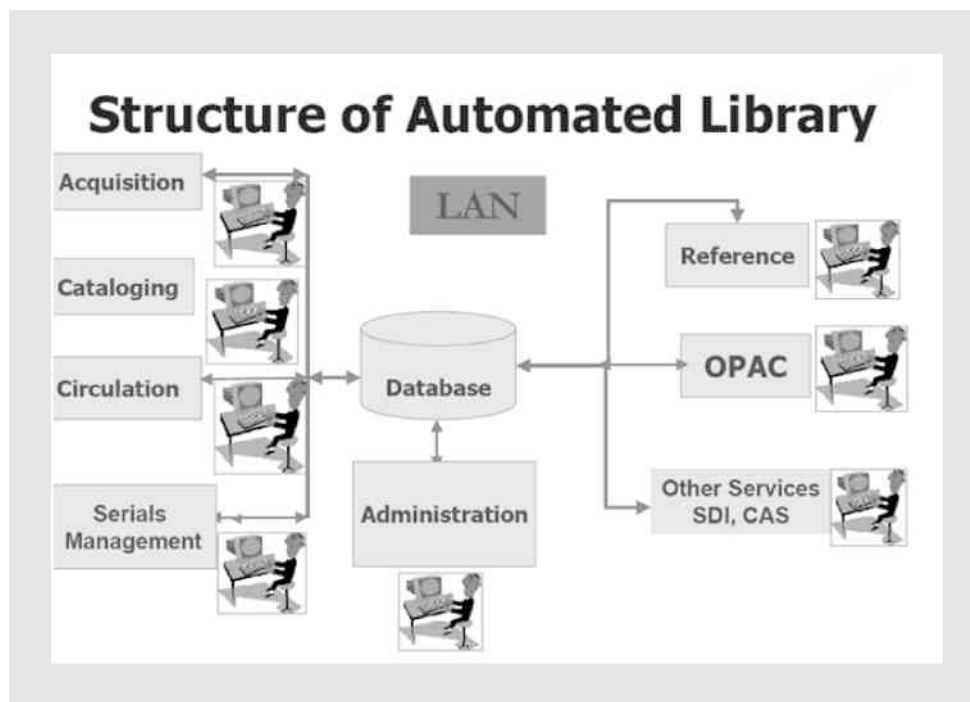 Structure of Automated Library
Acquisition
LAN
Cataloging
Reference
Circulation
Database
OPAC
Serials
Management
Administration
Other Services
SDI, CAS